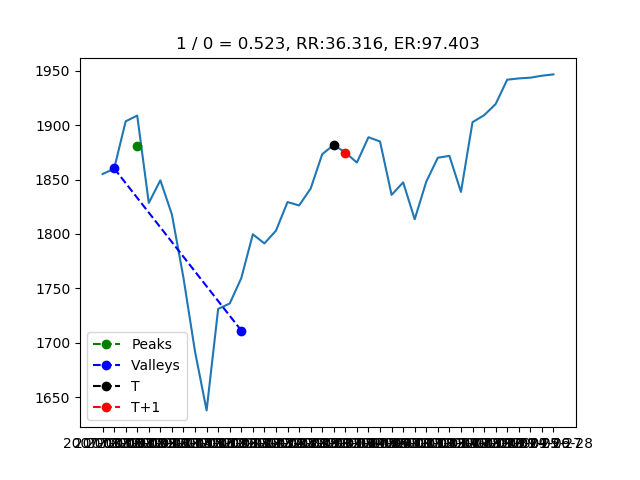 1 / 0 = 0.523, RR:36.316, ER:97.403
1950
1900
1850
1800
1750
1700
1650
Peaks
Valleys
T
T+1